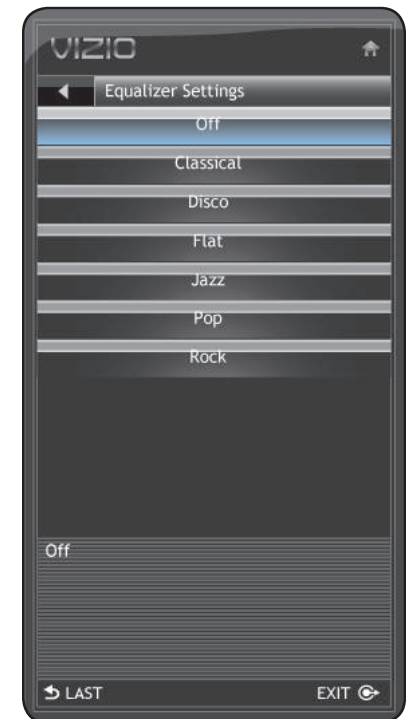 VIZIO
Equalizer Settings
Off
Classical
Disco
Flat
Jazz
Pop
Rock
Off
LAST EXIT